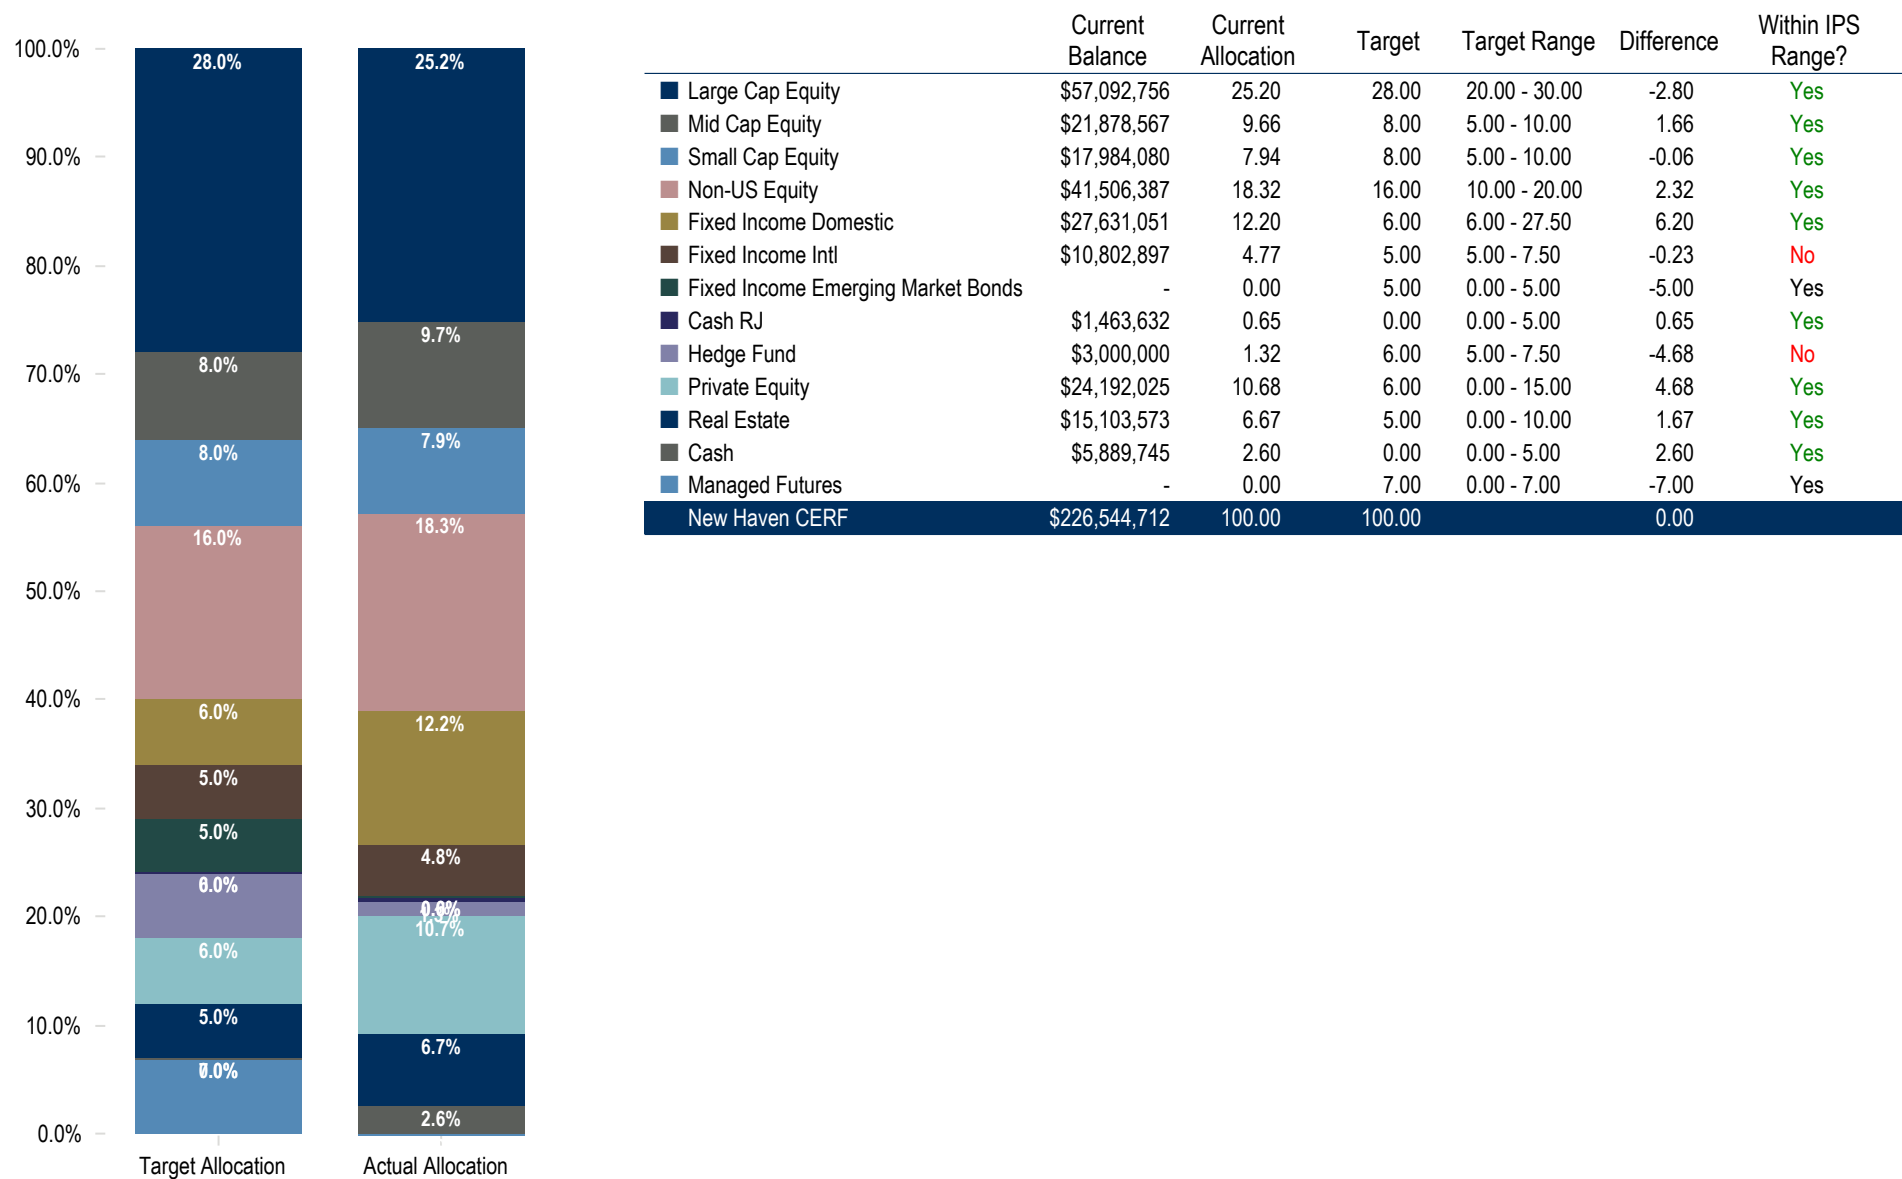 100.0%
90.0%
80.0%
70.0%
60.0%
50.0%
40.0%
30.0%
20.0%
10.0%
0.0%
28.0%
8.0%
8.0%
16.0%
6.0%
5.0%
5.0%
6.0%
5.0%
Target Allocation
25.2%
9.7%
7.9%
18.3%
12.2%
4.8%
10.7%
6.7%
2.6%
Actual Allocation
Current Balance Current Allocation Target Target Range Difference Within IPS Range?
Large Cap Equity $57,092,756 25.20 28.00 20.00 - 30.00 -2.80 Yes
Mid Cap Equity $21,878,567 9.66 8.00 5.00 - 10.00 1.66 Yes
Small Cap Equity $17,984,080 7.94 8.00 5.00 - 10.00 -0.06 Yes
Non-US Equity $41,506,387 18.32 16.00 10.00 - 20.00 2.32 Yes
Fixed Income Domestic $27,631,051 12.20 6.00 6.00 - 27.50 6.20 Yes
Fixed Income Intl $10,802,897 4.77 5.00 5.00 - 7.50 -0.23 No
Fixed Income Emerging Market Bonds - 0.00 5.00 0.00 - 5.00 -5.00 Yes
Cash RJ $1,463,632 0.65 0.00 0.00 - 5.00 0.65 Yes
Hedge Fund $3,000,000 1.32 6.00 5.00 - 7.50 -4.68 No
Private Equity $24,192,025 10.68 6.00 0.00 - 15.00 4.68 Yes
Real Estate $15,103,573 6.67 5.00 0.00 - 10.00 1.67 Yes
Cash $5,889,745 2.60 0.00 0.00 - 5.00 2.60 Yes
Managed Futures - 0.00 7.00 0.00 - 7.00 -7.00 Yes
New Haven CERF $226,544,712 100.00 100.00 0.00